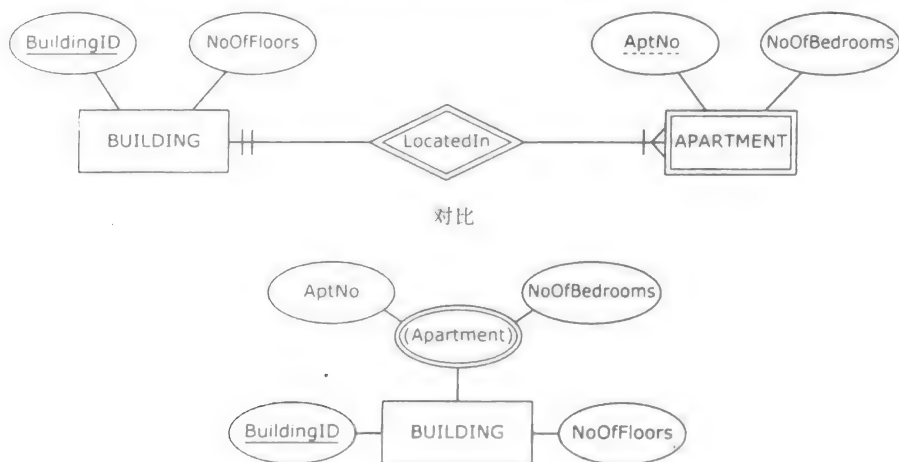 BuildingID NoOfFloors AptNo NoOfBedrooms
BUILDING LocatedIn APARTMENT
对比
AptNo NoOfBedrooms
(Apartment)
BuildingID BUILDING NoOfFloors